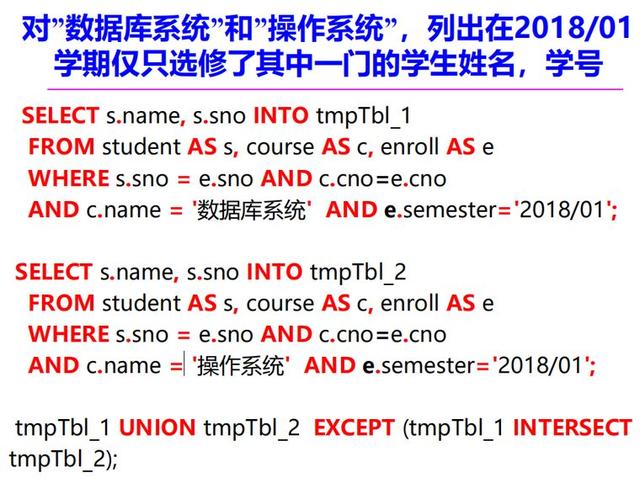 对”数据库系统”和”操作系统”，列出在2018/01
学期仅只选修了其中一门的学生姓名，学号
SELECT s.name, s.sno INTO tmpTbl_1
FROM student AS s, course AS c, enroll AS e
WHERE s.sno = e.sno AND c.cno=e.cno
AND c.name = '数据库系统' AND e.semester='2018/01';
SELECT s.name, s.sno INTO tmpTbl_2
FROM student AS s, course AS c, enroll AS e
WHERE s.sno = e.sno AND c.cno=e.cno
AND c.name = '操作系统' AND e.semester='2018/01';
tmpTbl_1 UNION tmpTbl_2 EXCEPT (tmpTbl_1 INTERSECT
tmpTbl_2);